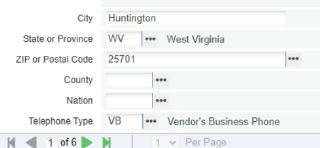 City Huntington
State or Province WV ••• West Virginia
ZIP or Postal Code 25701 •••
County •••
Nation •••
Telephone Type VB ••• Vendor's Business Phone
1 of 6 1 Per Page